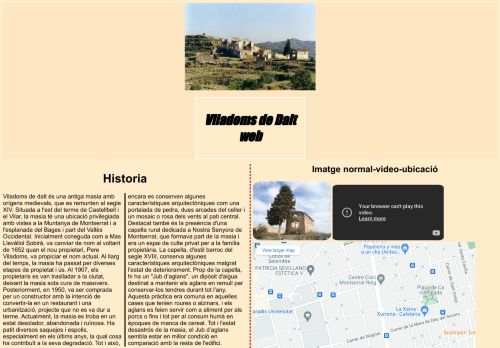 Viladoms de Dalt
web
Historia
Viladoms de dalt és una antiga masia amb
orígens medievals, que es remunten al segle
XIV. Situada a l'est del terme de Castellbell i
el Vilar, la masia té una ubicació privilegiada
amb vistes a la Muntanya de Montserrat i a
l'esplanada del Bages i part del Vallès
Occidental. Inicialment coneguda com a Mas
Llevàllol Sobirà, va canviar de nom al voltant
de 1652 quan el nou propietari, Pere
Viladoms, va propiciar el nom actual. Al llarg
del temps, la masia ha passat per diverses
etapes de propietat i ús. Al 1907, els
propietaris es van traslladar a la ciutat,
deixant la masia sota cura de masovers.
Posteriorment, en 1950, va ser comprada
per un constructor amb la intenció de
convertir-la en un restaurant i una
urbanització, projecte que no es va dur a
terme. Actualment, la masia es troba en un
estat desolador, abandonada i ruïnosa. Ha
patit diversos saquejos i espolis,
especialment en els últims anys, la qual cosa
ha contribuït a la seva degradació. Tot i això,
encara es conserven algunes
característiques arquitectòniques com una
portalada de pedra, dues arcades del celler i
un mosaic o rosa dels vents al pati central.
Destacat també és la presència d'una
capella rural dedicada a Nostra Senyora de
Montserrat, que formava part de la masia i
era un espai de culte privat per a la família
propietària. La capella, d'estil barroc del
segle XVIII, conserva algunes
característiques arquitectòniques malgrat
l'estat de deteriorament. Prop de la capella,
hi ha un "Jub d'aglans", un dipòsit d'aigua
destinat a mantenir els aglans en remull per
conservar-los tendres durant tot l'any.
Aquesta pràctica era comuna en aquelles
cases que tenien roures o alzinars, i els
aglans es feien servir com a aliment per als
porcs o fins i tot per al consum humà en
èpoques de manca de cereal. Tot i l'estat
desastrós de la masia, el Jub d'aglans
sembla estar en millor condició en
comparació amb la resta de l'edifici.
Imatge normal-video-ubicació
Your browser can't play this
video.
Learn more
View larger map
Sabatés
PATRICIA SEVILLANO
ESTÈTICA Y...
Centre Cívic
Montserrat Roig
Papereria i més
a un clic (Antiec...
Plaça de Ca
n'Anglada
La Xarxa
Xurreria - Cafeteria
Paradís Universitat
Carrer de Wagner